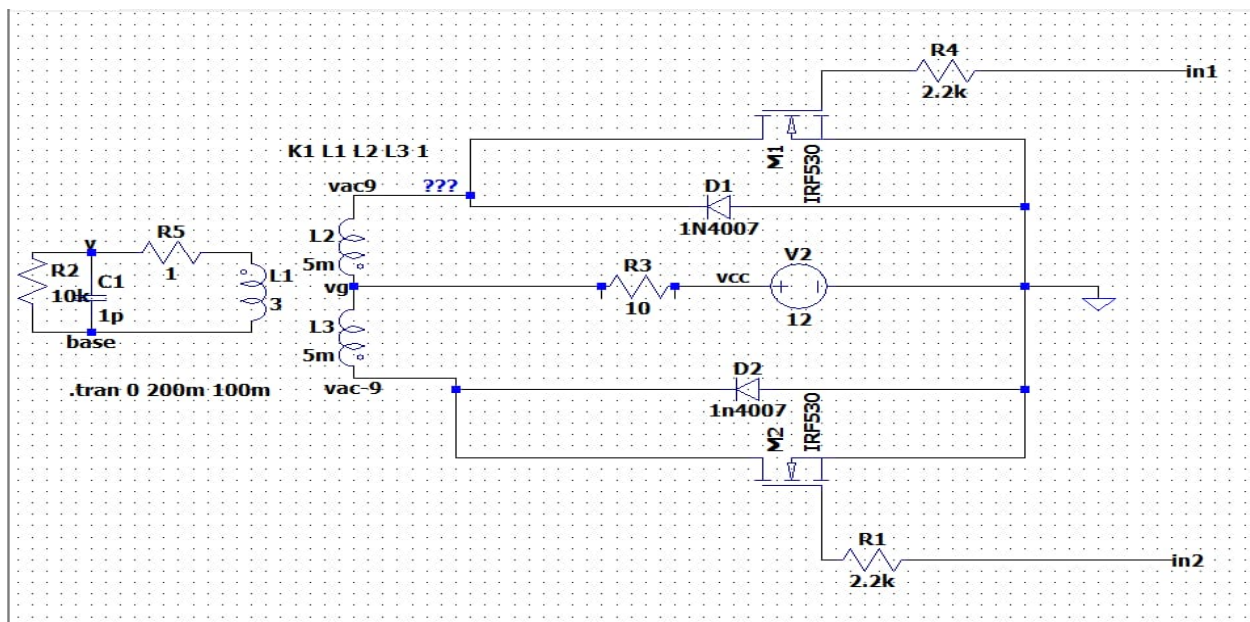 R4
in1
2.2k
K1 L1 L2 L3 1
M1
IRF530
vac9
???
D1
1N4007
v
R5
L2
R2
C1
1
L1
5m
R3
vcc
V2
10k
3
vg
1p
10
12
base
L3
5m
D2
.tran 0 200m 100m
vac-9
1n4007
M2
IRF530
R1
in2
2.2k